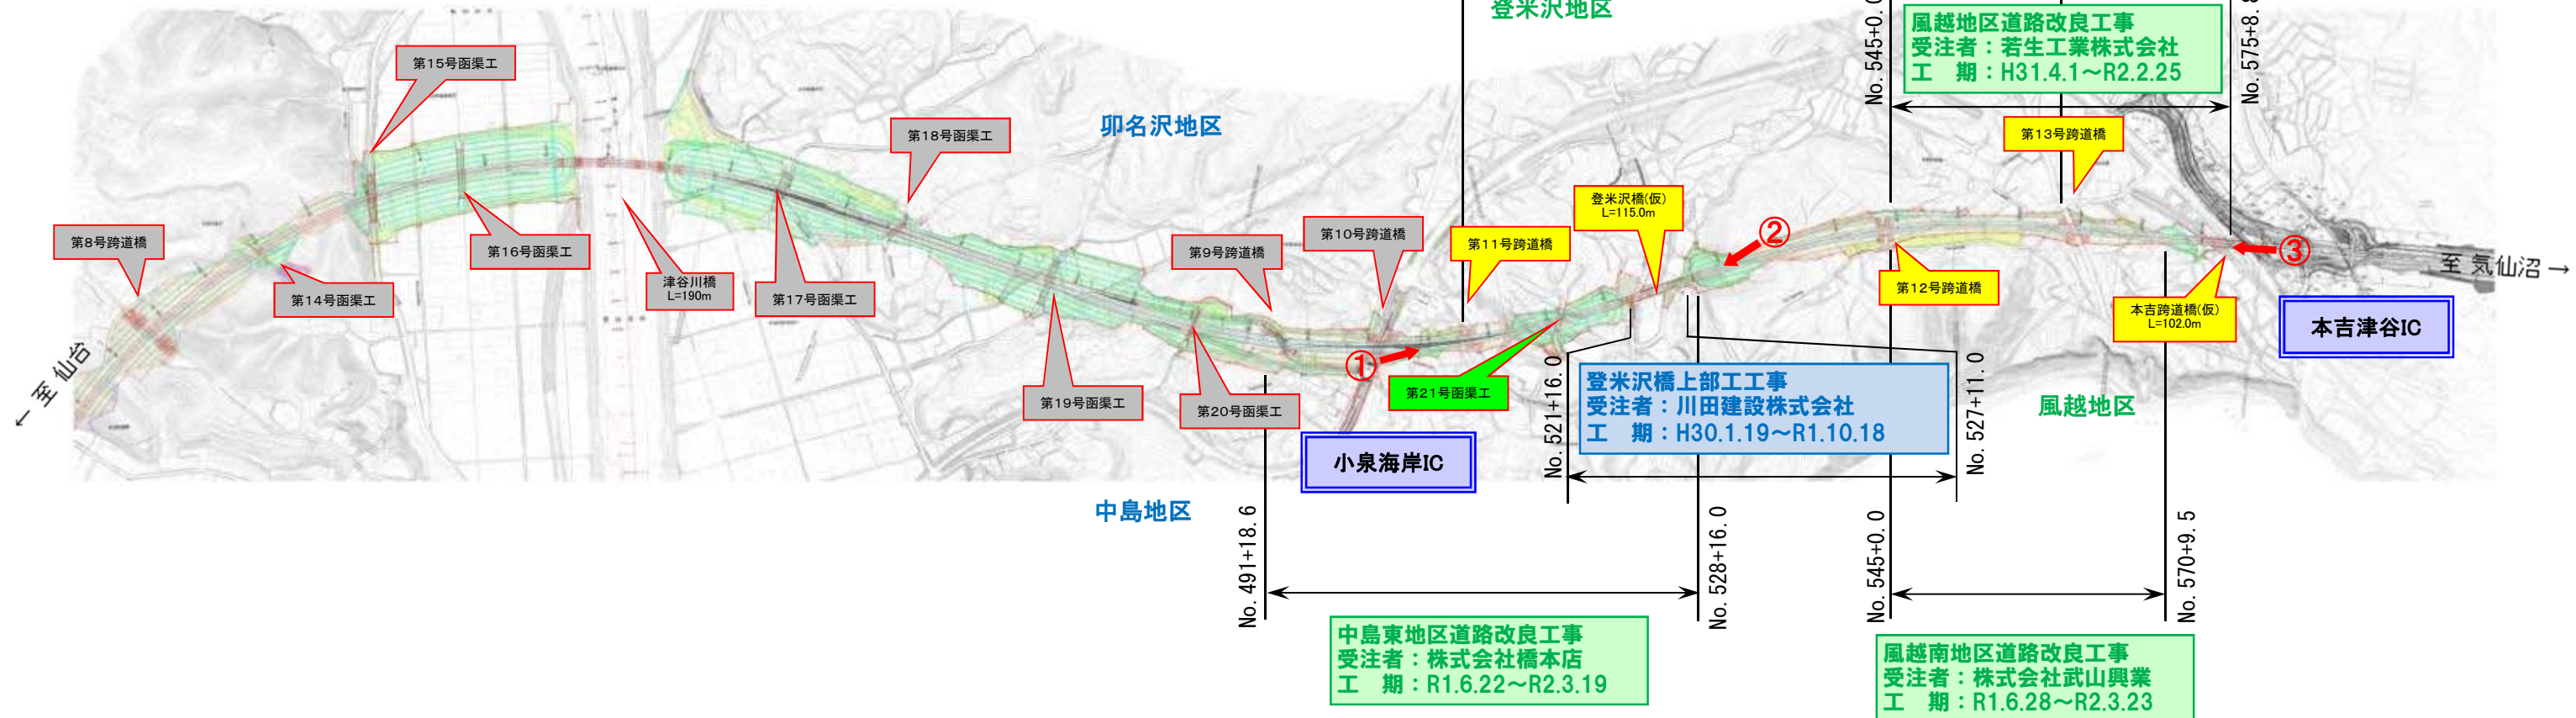 登米沢地区
風越地区道路改良工事
受注者：若生工業株式会社
工　期：H31.4.1～R2.2.25
No. 545+0.0
No. 575+8.8
第15号函渠工
第18号函渠工
卯名沢地区
第13号跨道橋
第8号跨道橋
第14号函渠工
第16号函渠工
津谷川橋
L=190m
第17号函渠工
第9号跨道橋
第10号跨道橋
第11号跨道橋
登米沢橋(仮)
L=115.0m
②
第12号跨道橋
本吉跨道橋(仮)
L=102.0m
③
至 気仙沼 →
本吉津谷IC
← 至 仙台
第19号函渠工
第20号函渠工
①
第21号函渠工
小泉海岸IC
No. 521+16.0
登米沢橋上部工工事
受注者：川田建設株式会社
工　期：H30.1.19～R1.10.18
No. 527+11.0
風越地区
中島地区
No. 491+18.6
No. 528+16.0
No. 545+0.0
No. 570+9.5
中島東地区道路改良工事
受注者：株式会社橋本店
工　期：R1.6.22～R2.3.19
風越南地区道路改良工事
受注者：株式会社武山興業
工　期：R1.6.28～R2.3.23